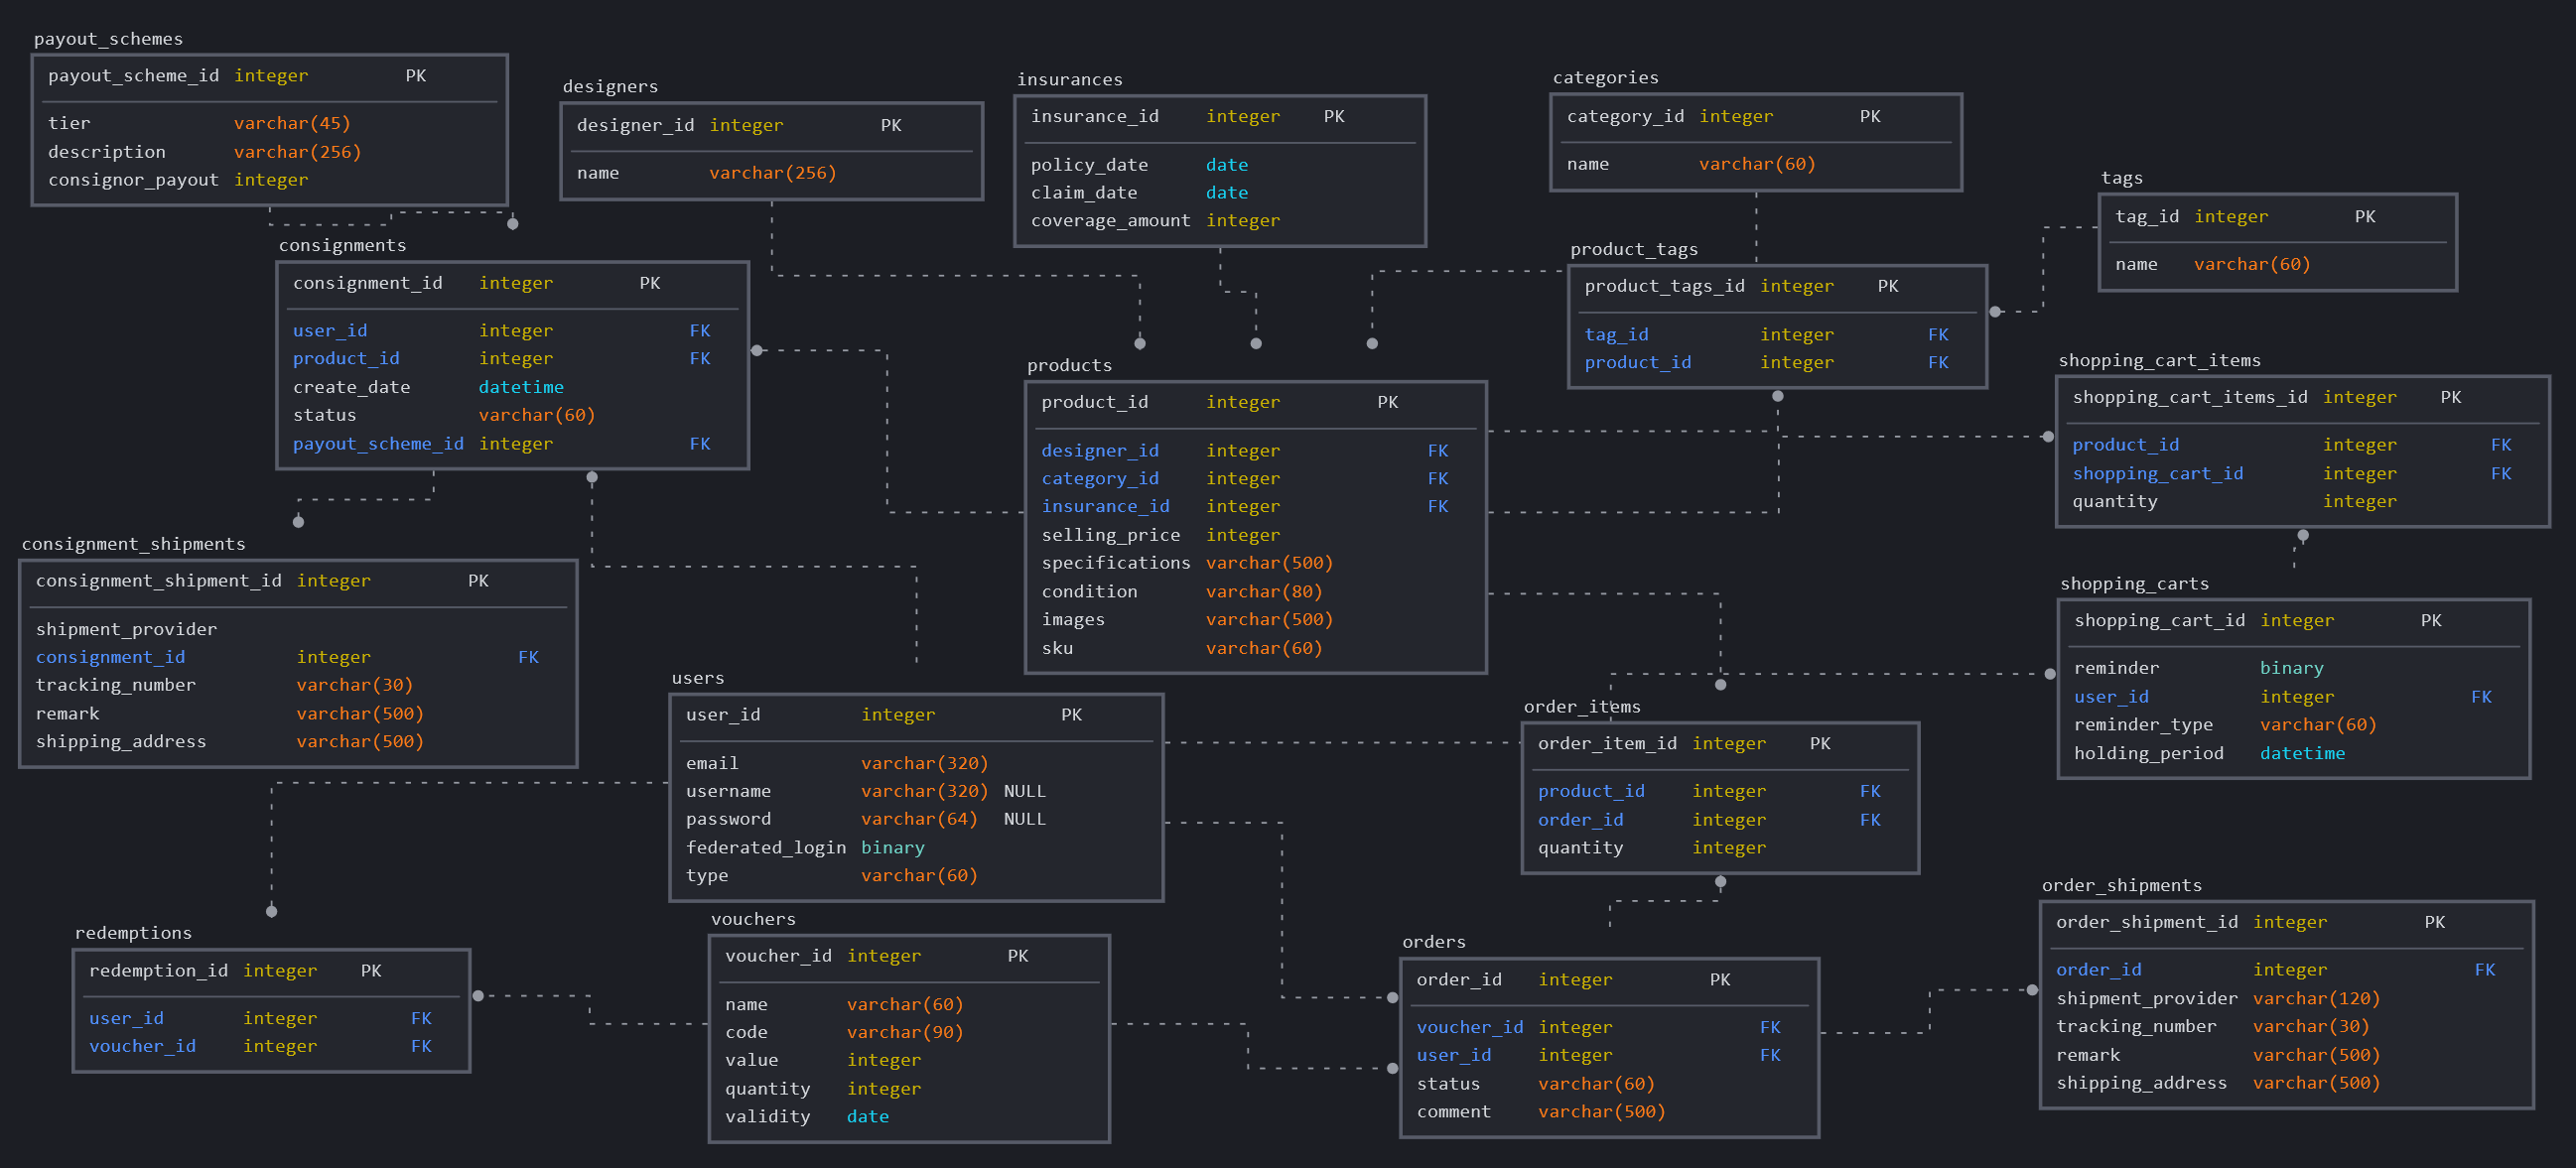 payout_schemes
payout_scheme_id integer PK
tier varchar(45)
description varchar(256)
consignor_payout integer
designers
designer_id integer PK
name varchar(256)
insurances
insurance_id integer PK
policy_date date
claim_date date
coverage_amount integer
categories
category_id integer PK
name varchar(60)
tags
tag_id integer PK
name varchar(60)
consignments
consignment_id integer PK
user_id integer FK
product_id integer FK
create_date datetime
status varchar(60)
payout_scheme_id integer FK
product_tags
product_tags_id integer PK
tag_id integer FK
product_id integer FK
products
product_id integer PK
designer_id integer FK
category_id integer FK
insurance_id integer FK
selling_price integer
specifications varchar(500)
condition varchar(80)
images varchar(500)
sku varchar(60)
shopping_cart_items
shopping_cart_items_id integer PK
product_id integer FK
shopping_cart_id integer FK
quantity integer
consignment_shipments
consignment_shipment_id integer PK
shipment_provider
consignment_id integer FK
tracking_number varchar(30)
remark varchar(500)
shipping_address varchar(500)
shopping_carts
shopping_cart_id integer PK
reminder binary
user_id integer FK
reminder_type varchar(60)
holding_period datetime
users
user_id integer PK
email varchar(320)
username varchar(320) NULL
password varchar(64) NULL
federated_login binary
type varchar(60)
order_items
order_item_id integer PK
product_id integer FK
order_id integer FK
quantity integer
redemptions
redemption_id integer PK
user_id integer FK
voucher_id integer FK
vouchers
voucher_id integer PK
name varchar(60)
code varchar(90)
value integer
quantity integer
validity date
orders
order_id integer PK
voucher_id integer FK
user_id integer FK
status varchar(60)
comment varchar(500)
order_shipments
order_shipment_id integer PK
order_id integer FK
shipment_provider varchar(120)
tracking_number varchar(30)
remark varchar(500)
shipping_address varchar(500)